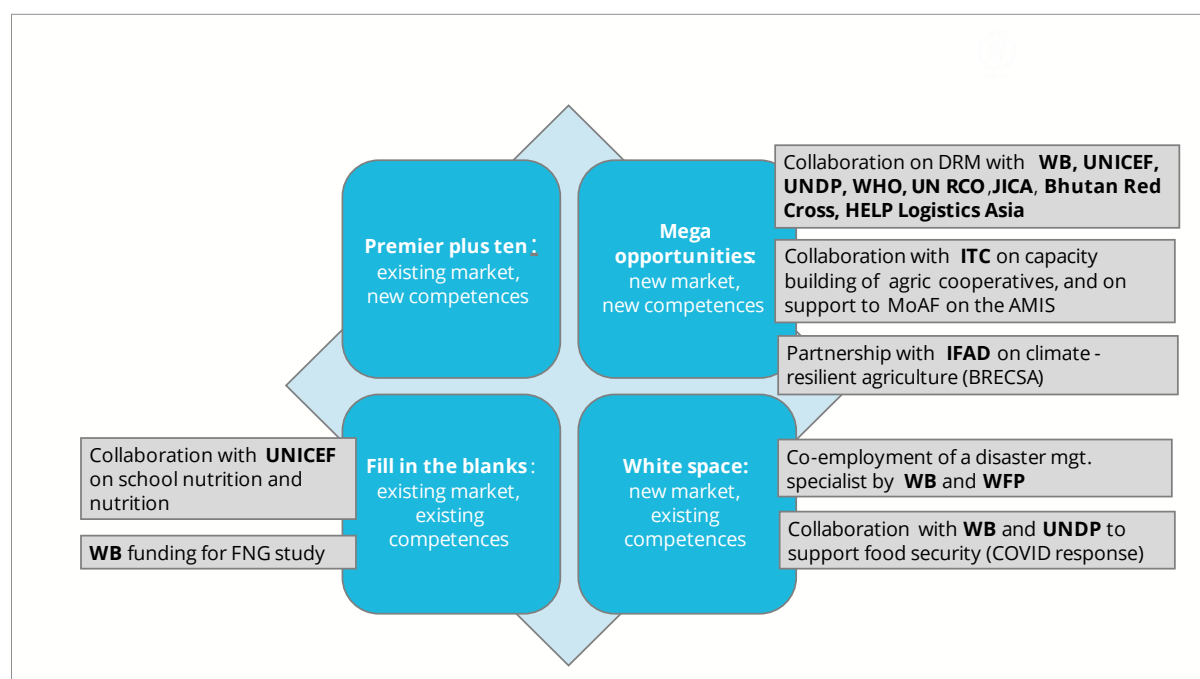 Premier plus ten:
existing market,
new competences
Mega
opportunities:
new market,
new competences
Collaboration on DRM with WB, UNICEF,
UNDP, WHO, UN RCO,JICA, Bhutan Red
Cross, HELP Logistics Asia
Collaboration with ITC on capacity
building of agric cooperatives, and on
support to MoAF on the AMIS
Partnership with IFAD on climate -
resilient agriculture (BRECSA)
Collaboration with UNICEF
on school nutrition and
nutrition
WB funding for FNG study
Fill in the blanks:
existing market,
existing
competences
White space:
new market,
existing
competences
Co-employment of a disaster mgt.
specialist by WB and WFP
Collaboration with WB and UNDP to
support food security (COVID response)